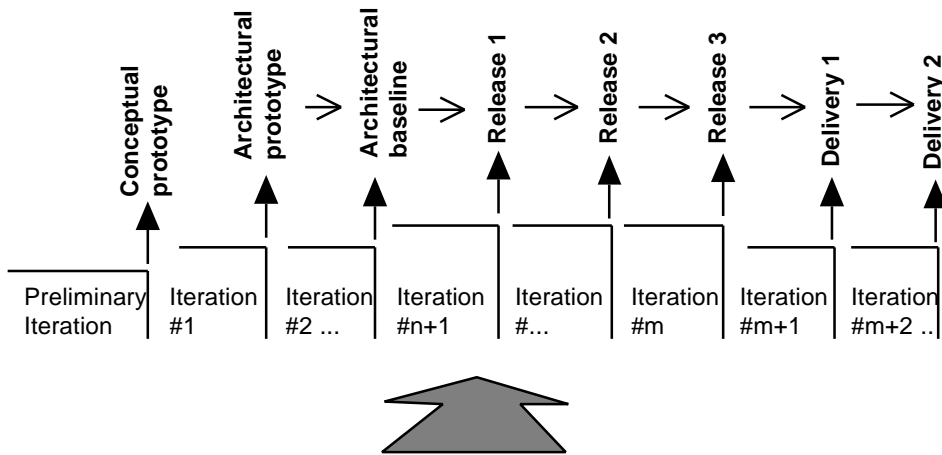 Conceptual
prototype
Architectural
prototype
Architectural
baseline
Release 1
Release 2
Release 3
Delivery 1
Delivery 2
Preliminary
Iteration
Iteration
#1
Iteration
#2 ...
Iteration
#n+1
Iteration
#...
Iteration
#m
Iteration
#m+1
Iteration
#m+2 ..